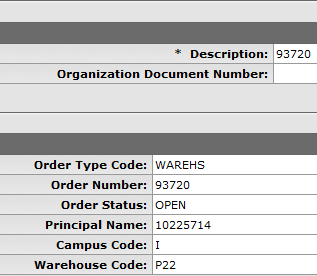 * Description: 93720
Organization Document Number:
Order Type Code: WAREHS
Order Number: 93720
Order Status: OPEN
Principal Name: 10225714
Campus Code: I
Warehouse Code: P22